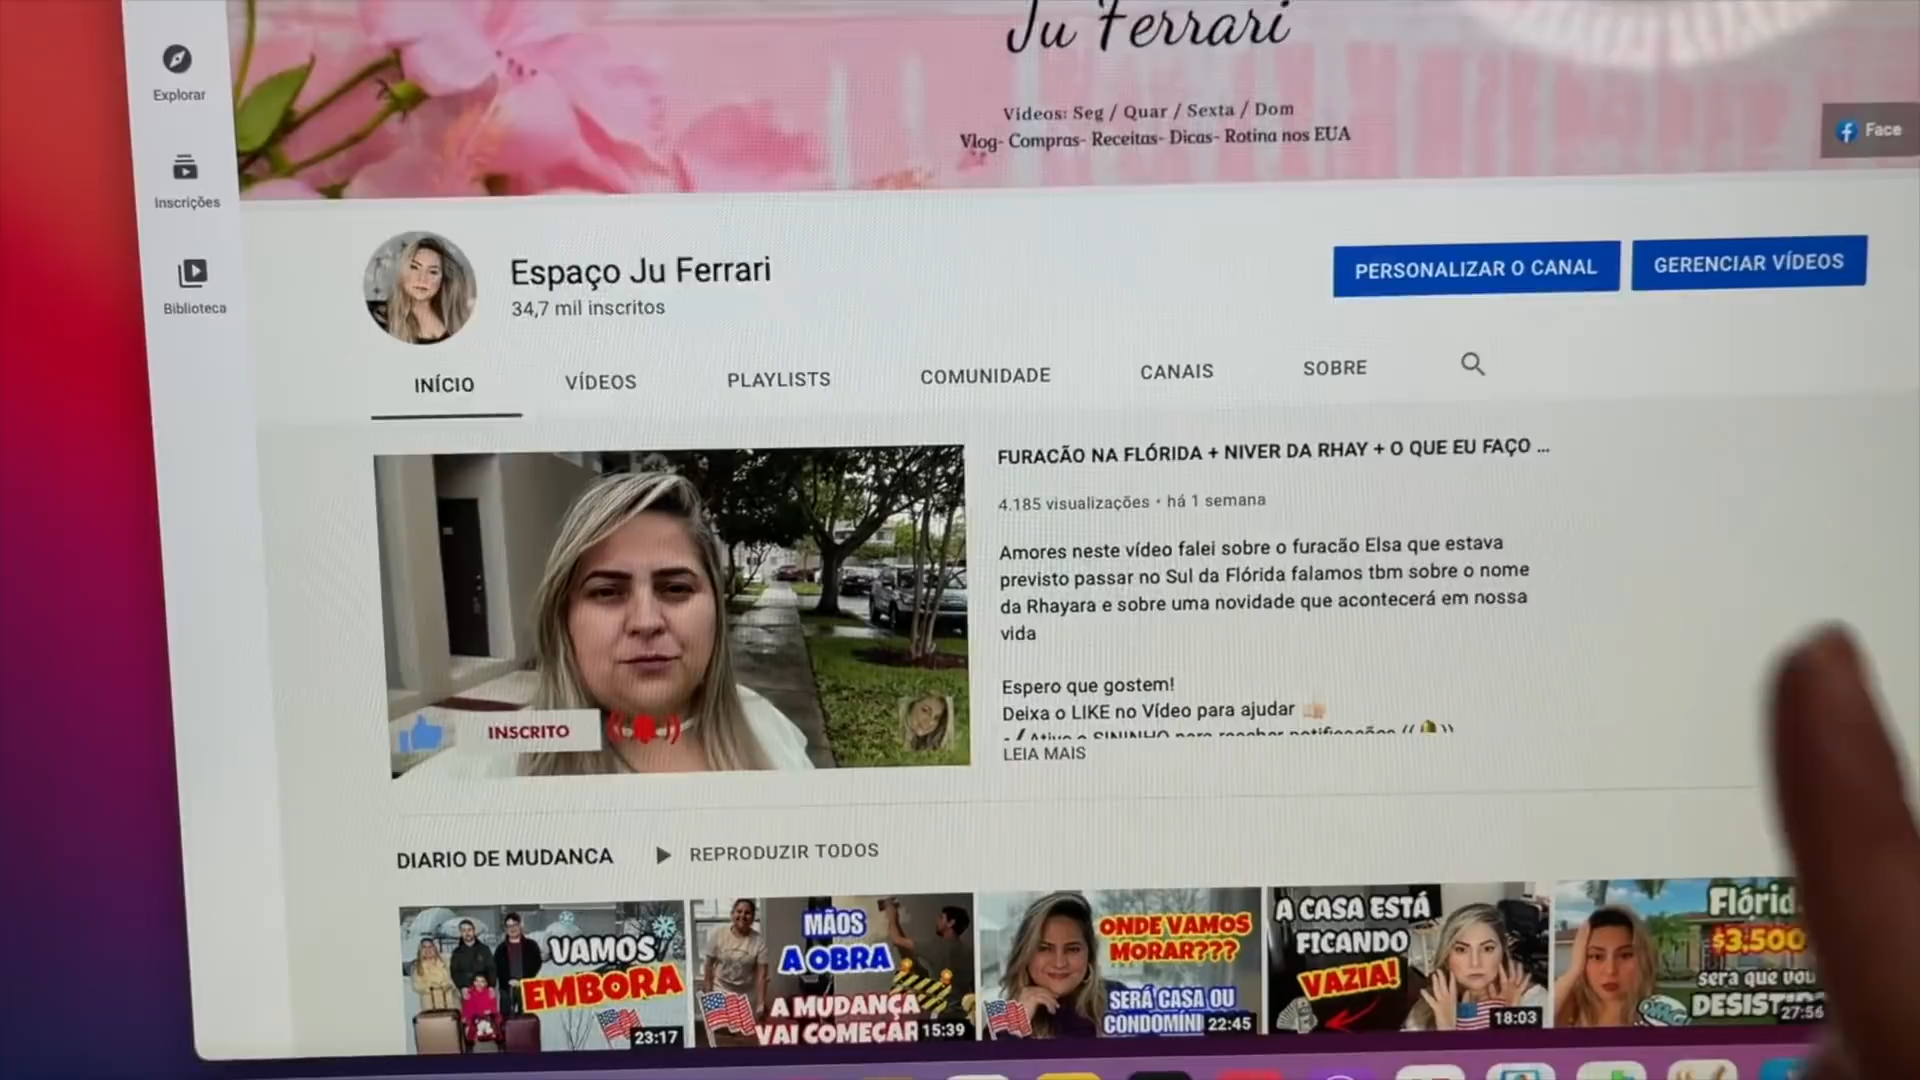 Ju Ferrari
Vídeos: Seg / Quar / Sexta / Dom
Vlog- Compras- Receitas- Dicas- Rotina nos EUA
Face
Explorar
Inscrições
Biblioteca
Espaço Ju Ferrari
34,7 mil inscritos
PERSONALIZAR O CANAL
GERENCIAR VÍDEOS
INÍCIO
VÍDEOS
PLAYLISTS
COMUNIDADE
CANAIS
SOBRE
INSCRITO
FURACÃO NA FLÓRIDA + NIVER DA RHAY + O QUE EU FAÇO ...
4.185 visualizações • há 1 semana
Amores neste vídeo falei sobre o furacão Elsa que estava
previsto passar no Sul da Flórida falamos tbm sobre o nome
da Rhayara e sobre uma novidade que acontecerá em nossa
vida
Espero que gostem!
Deixa o LIKE no Vídeo para ajudar
LEIA MAIS
DIARIO DE MUDANCA
REPRODUZIR TODOS
VAMOS
EMBORA
23:17
MÃOS
A OBRA
A MUDANÇA
VAI COMEÇAR
15:39
ONDE VAMOS
MORAR???
SERÁ CASA OU
CONDOMÍNI
22:45
A CASA ESTÁ
FICANDO
VAZIA!
18:03
Flórid
$3.500
será que vou
DESISTIR
27:56